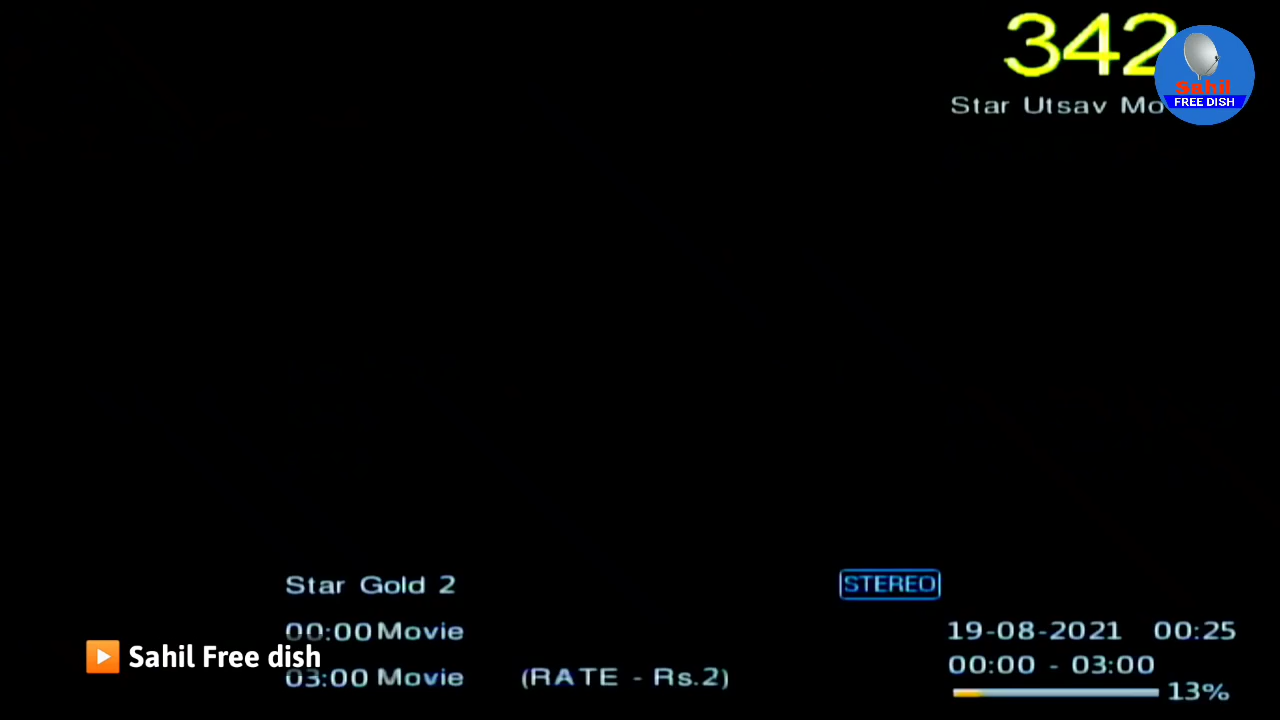 342
Star Utsav Mo
Sahil
FREE DISH
Star Gold 2
STEREO
00:00 Movie
19-08-2021 00:25
Sahil Free dish
00:00 - 03:00
03:00 Movie (RATE - Rs.2)
13%